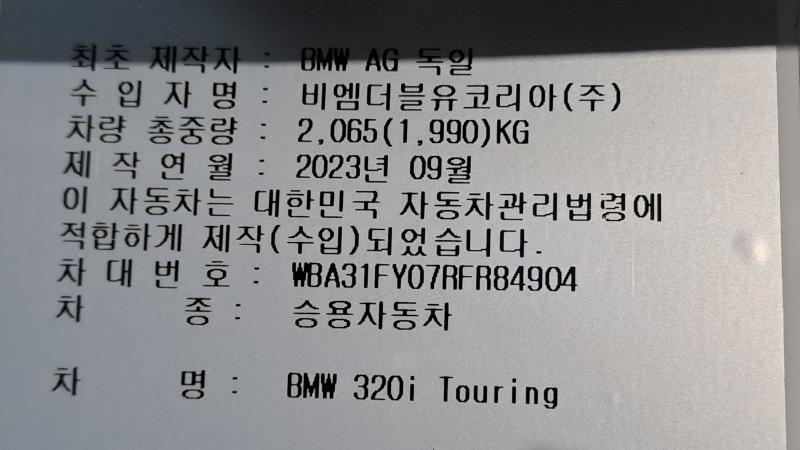 최초 제작자 : BMW AG 독일
수 입 자 명 : 비엠더블유코리아(주)
차량 총중량 : 2,065(1,990)KG
제 작 연 월 : 2023년 09월
이 자동차는 대한민국 자동차관리법령에
적합하게 제작(수입)되었습니다.
차 대 번 호 : WBA31FY07RFR84904
차 종 : 승용자동차
차 명 : BMW 320i Touring